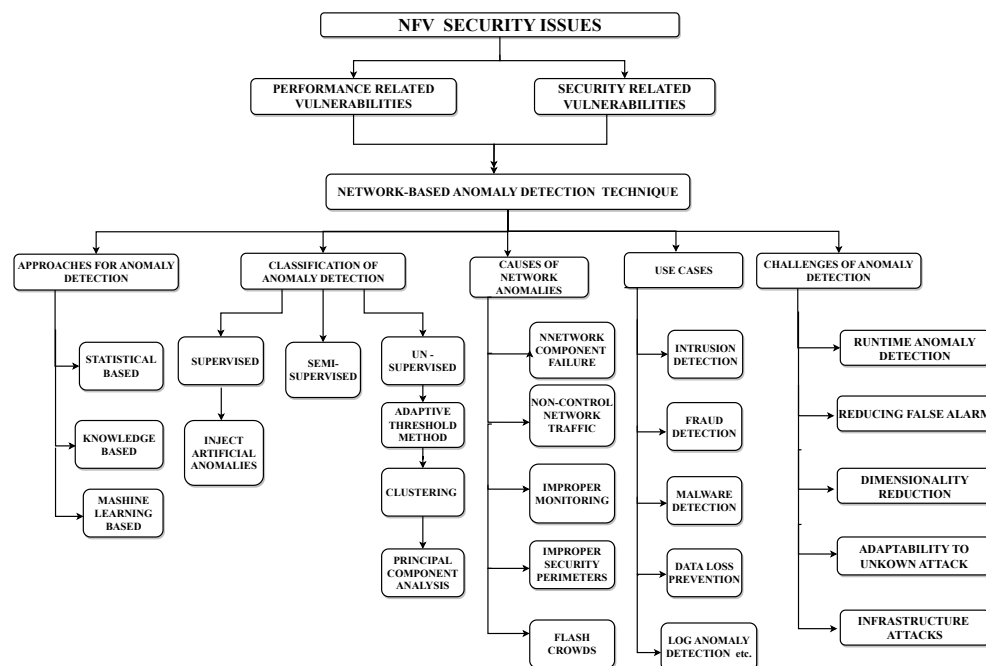 NFV SECURITY ISSUES
PERFORMANCE RELATED
VULNERABILITIES
SECURITY RELATED
VULNERABILITIES
NETWORK-BASED ANOMALY DETECTION TECHNIQUE
APPROACHES FOR ANOMALY
DETECTION
STATISTICAL
BASED
KNOWLEDGE
BASED
MASHINE
LEARNING
BASED
CLASSIFICATION OF
ANOMALY DETECTION
SUPERVISED
INJECT
ARTIFICIAL
ANOMALIES
SEMI-
SUPERVISED
UN -
SUPERVISED
ADAPTIVE
THRESHOLD
METHOD
CLUSTERING
PRINCIPAL
COMPONENT
ANALYSIS
CAUSES OF
NETWORK
ANOMALIES
NNETWORK
COMPONENT
FAILURE
NON-CONTROL
NETWORK
TRAFFIC
IMPROPER
MONITORING
IMPROPER
SECURITY
PERIMETERS
FLASH
CROWDS
USE CASES
INTRUSION
DETECTION
FRAUD
DETECTION
MALWARE
DETECTION
DATA LOSS
PREVENTION
LOG ANOMALY
DETECTION etc.
CHALLENGES OF ANOMALY
DETECTION
RUNTIME ANOMALY
DETECTION
REDUCING FALSE ALARM
DIMENSIONALITY
REDUCTION
ADAPTABILITY TO
UNKOWN ATTACK
INFRASTRUCTURE
ATTACKS